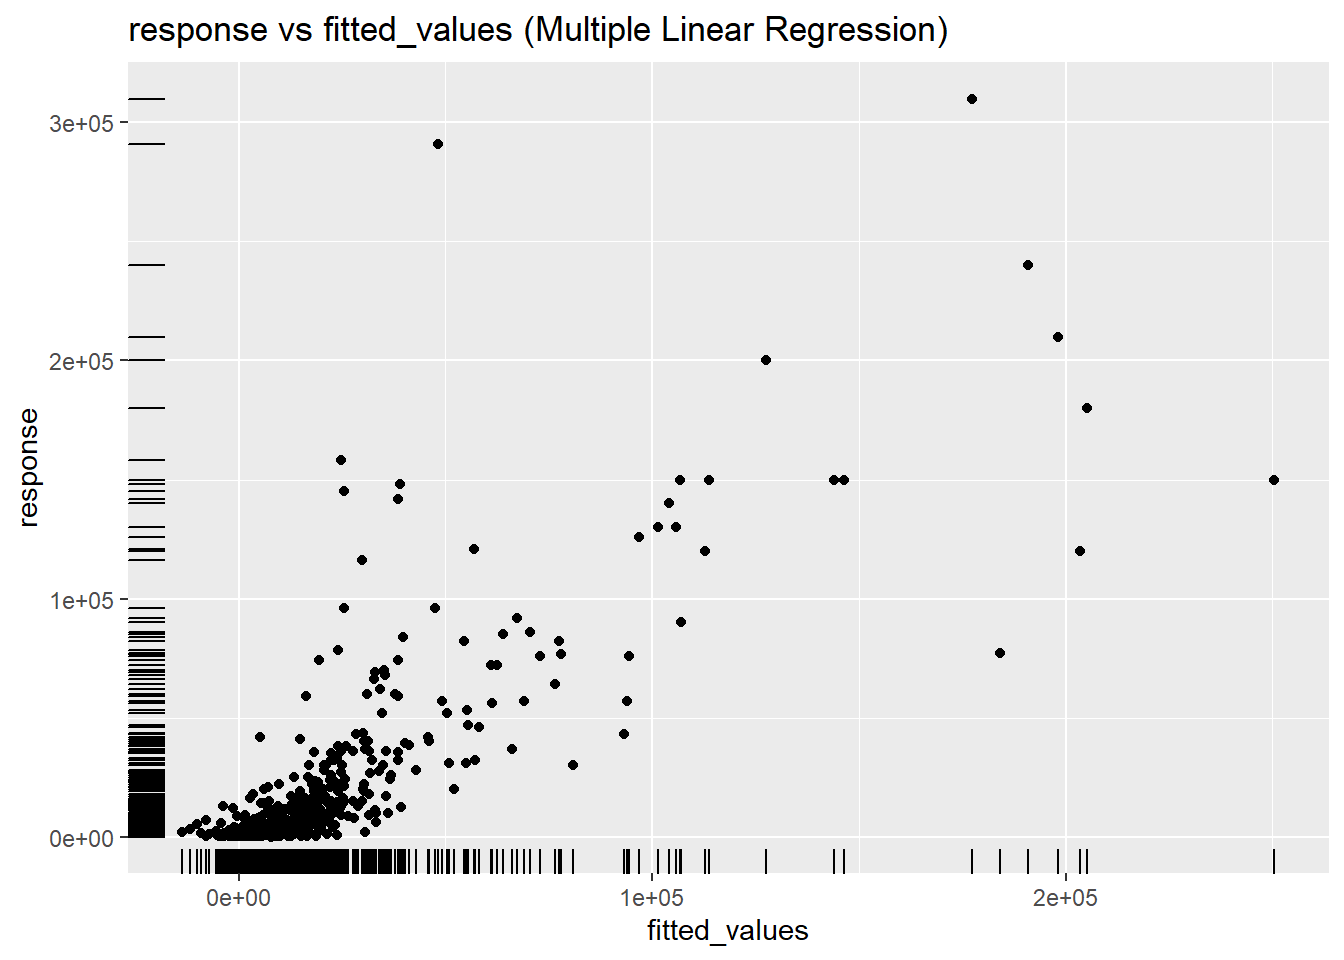 response vs fitted_values (Multiple Linear Regression)
3e+05
2e+05
response
1e+05
0e+00
0e+00 1e+05 2e+05
fitted_values